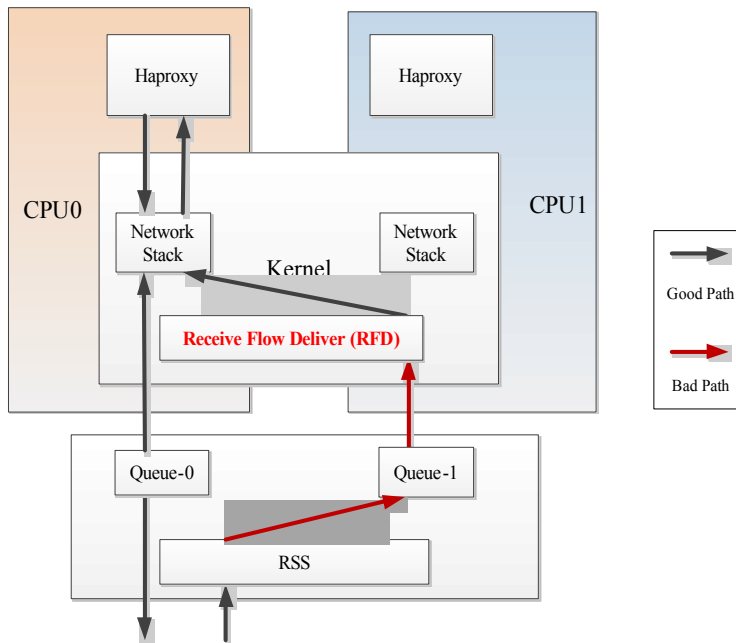 Haproxy
Haproxy
CPU0
CPU1
Network
Stack
Network
Stack
Kernel
Receive Flow Deliver (RFD)
Good Path
Bad Path
Queue-0
Queue-1
RSS